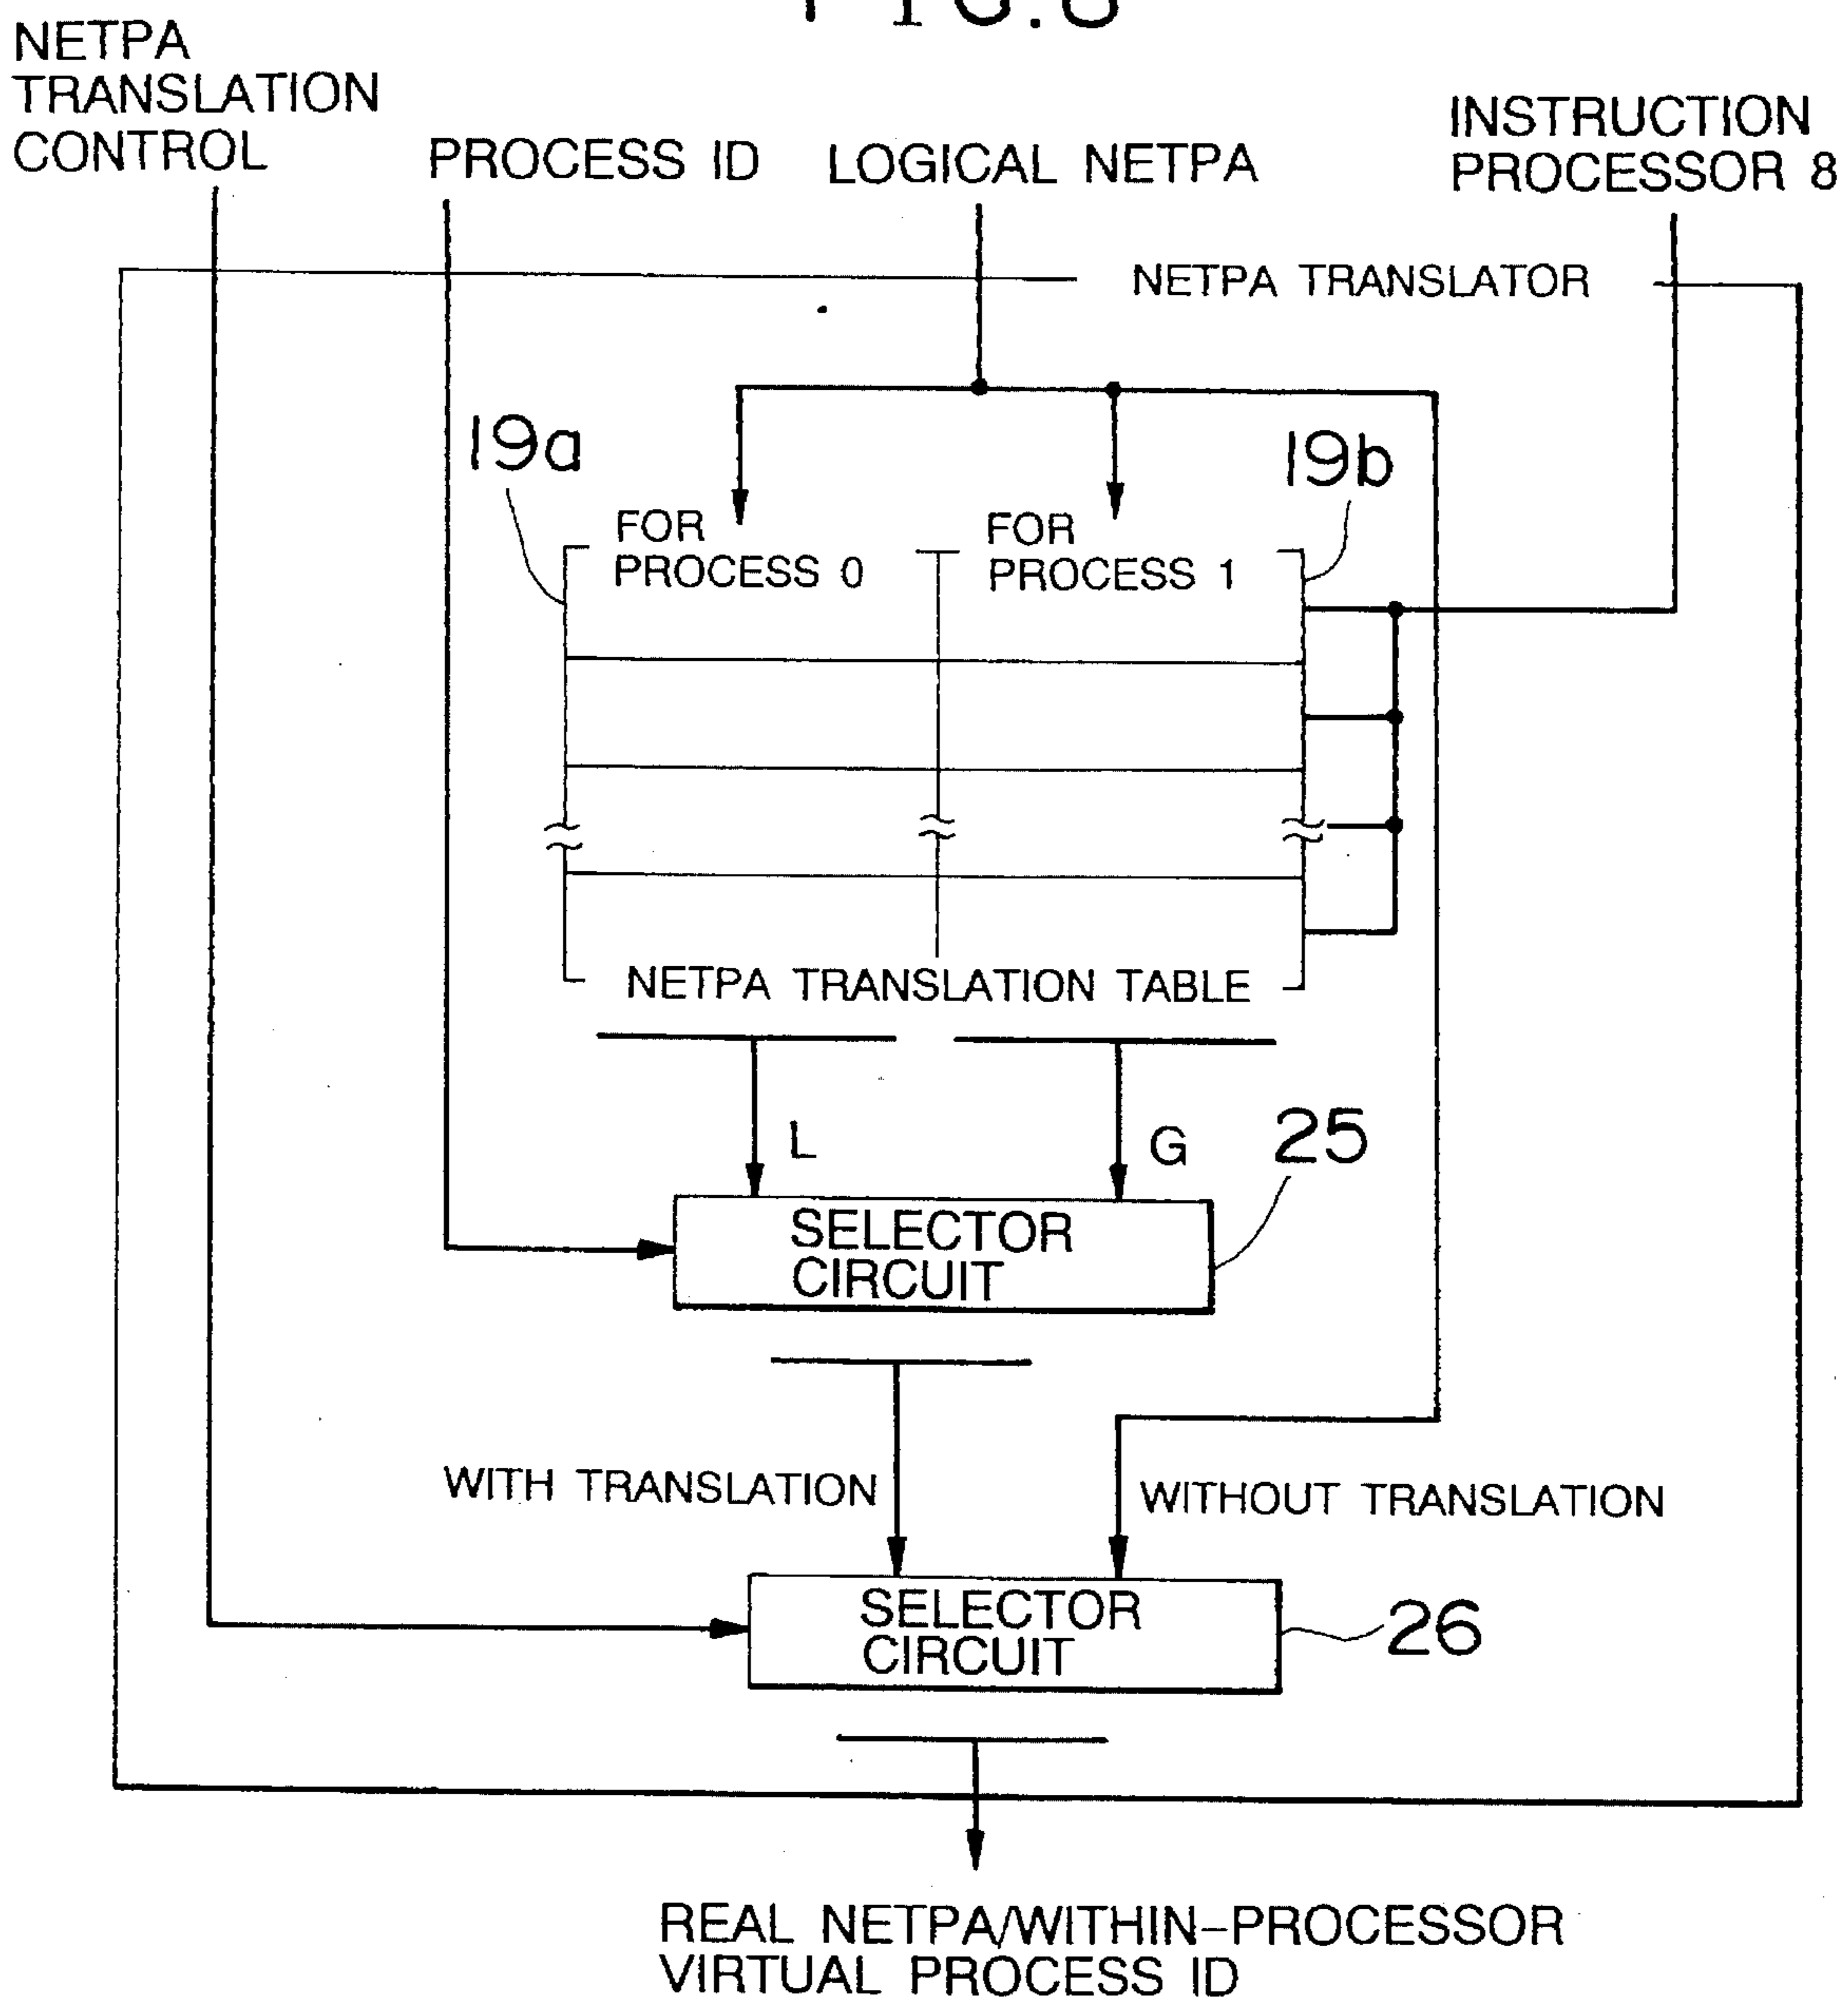 FIG.8
NETPA
TRANSLATION
CONTROL
PROCESS ID
LOGICAL NETPA
INSTRUCTION
PROCESSOR 8
NETPA TRANSLATOR
19a
19b
FOR
PROCESS 0
FOR
PROCESS 1
NETPA TRANSLATION TABLE
L
G
25
SELECTOR
CIRCUIT
WITH TRANSLATION
WITHOUT TRANSLATION
SELECTOR
CIRCUIT
26
REAL NETPA/WITHIN-PROCESSOR
VIRTUAL PROCESS ID